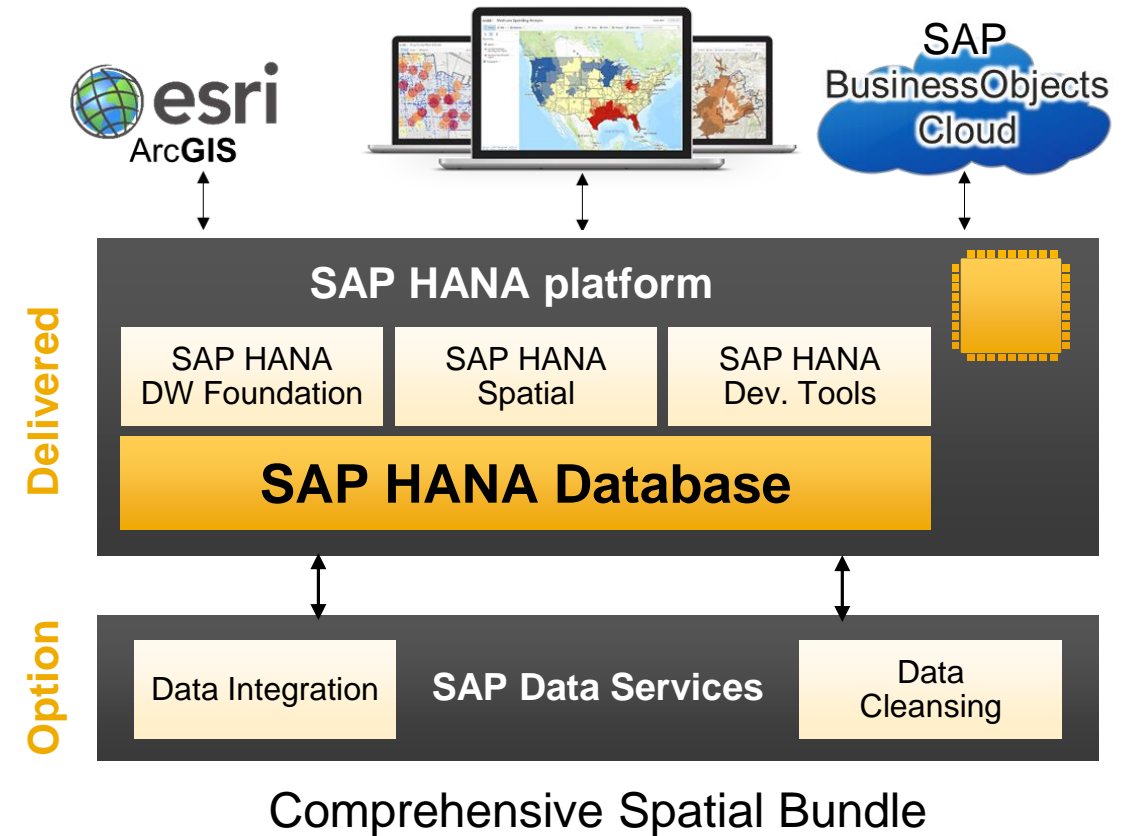 esri
ArcGIS
SAP
BusinessObjects
Cloud
SAP HANA platform
Delivered
SAP HANA
DW Foundation
SAP HANA
Spatial
SAP HANA
Dev. Tools
SAP HANA Database
Option
Data Integration
SAP Data Services
Data
Cleansing
Comprehensive Spatial Bundle